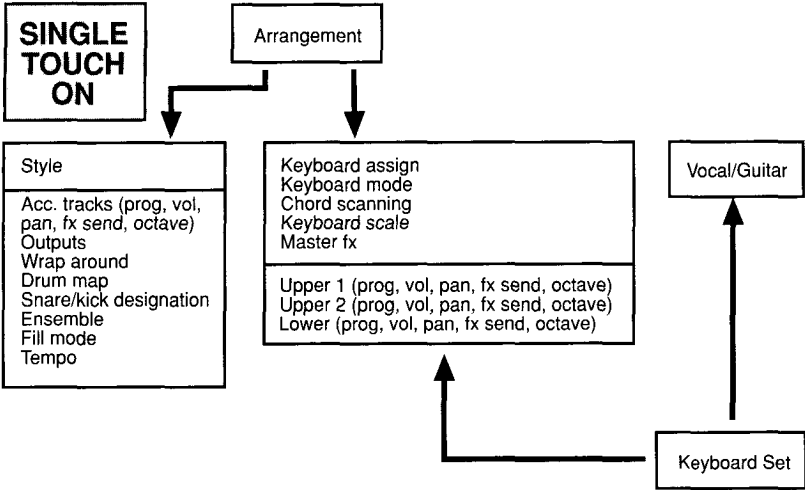 SINGLE
TOUCH
ON
Arrangement
Style
Acc. tracks (prog, vol,
pan, fx send, octave)
Outputs
Wrap around
Drum map
Snare/kick designation
Ensemble
Fill mode
Tempo
Keyboard assign
Keyboard mode
Chord scanning
Keyboard scale
Master fx
Upper 1 (prog, vol, pan, fx send, octave)
Upper 2 (prog, vol, pan, fx send, octave)
Lower (prog, vol, pan, fx send, octave)
Vocal/Guitar
Keyboard Set